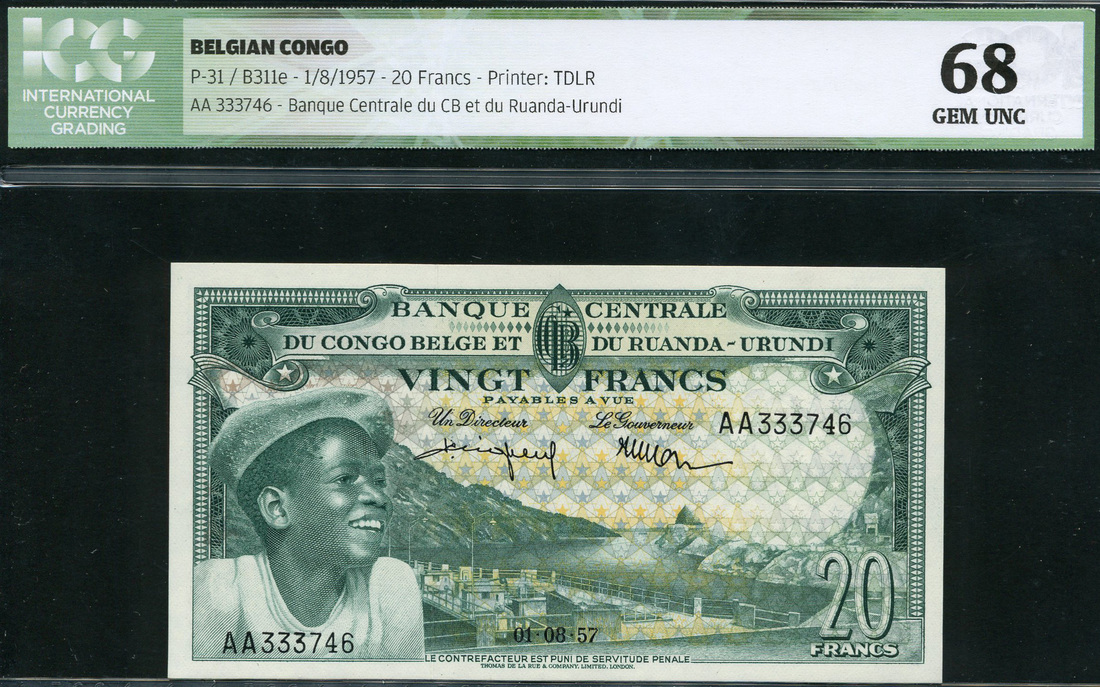 ICG
INTERNATIONAL
CURRENCY
GRADING
BELGIAN CONGO
P-31 / B311e - 1/8/1957 - 20 Francs - Printer: TDLR
AA 333746 - Banque Centrale du CB et du Ruanda-Urundi
68
GEM UNC
BANQUE CENTRALE
DU CONGO BELGE ET DU RUANDA-URUNDI
VINGT FRANCS
PAYABLES A VUE
Un Directeur Le Gouverneur
AA333746
20
FRANCS
AA333746
01·08·57
LE CONTREFACTEUR EST PUNI DE SERVITUDE PENALE
THOMAS DE LA RUE & COMPANY, LIMITED, LONDON.